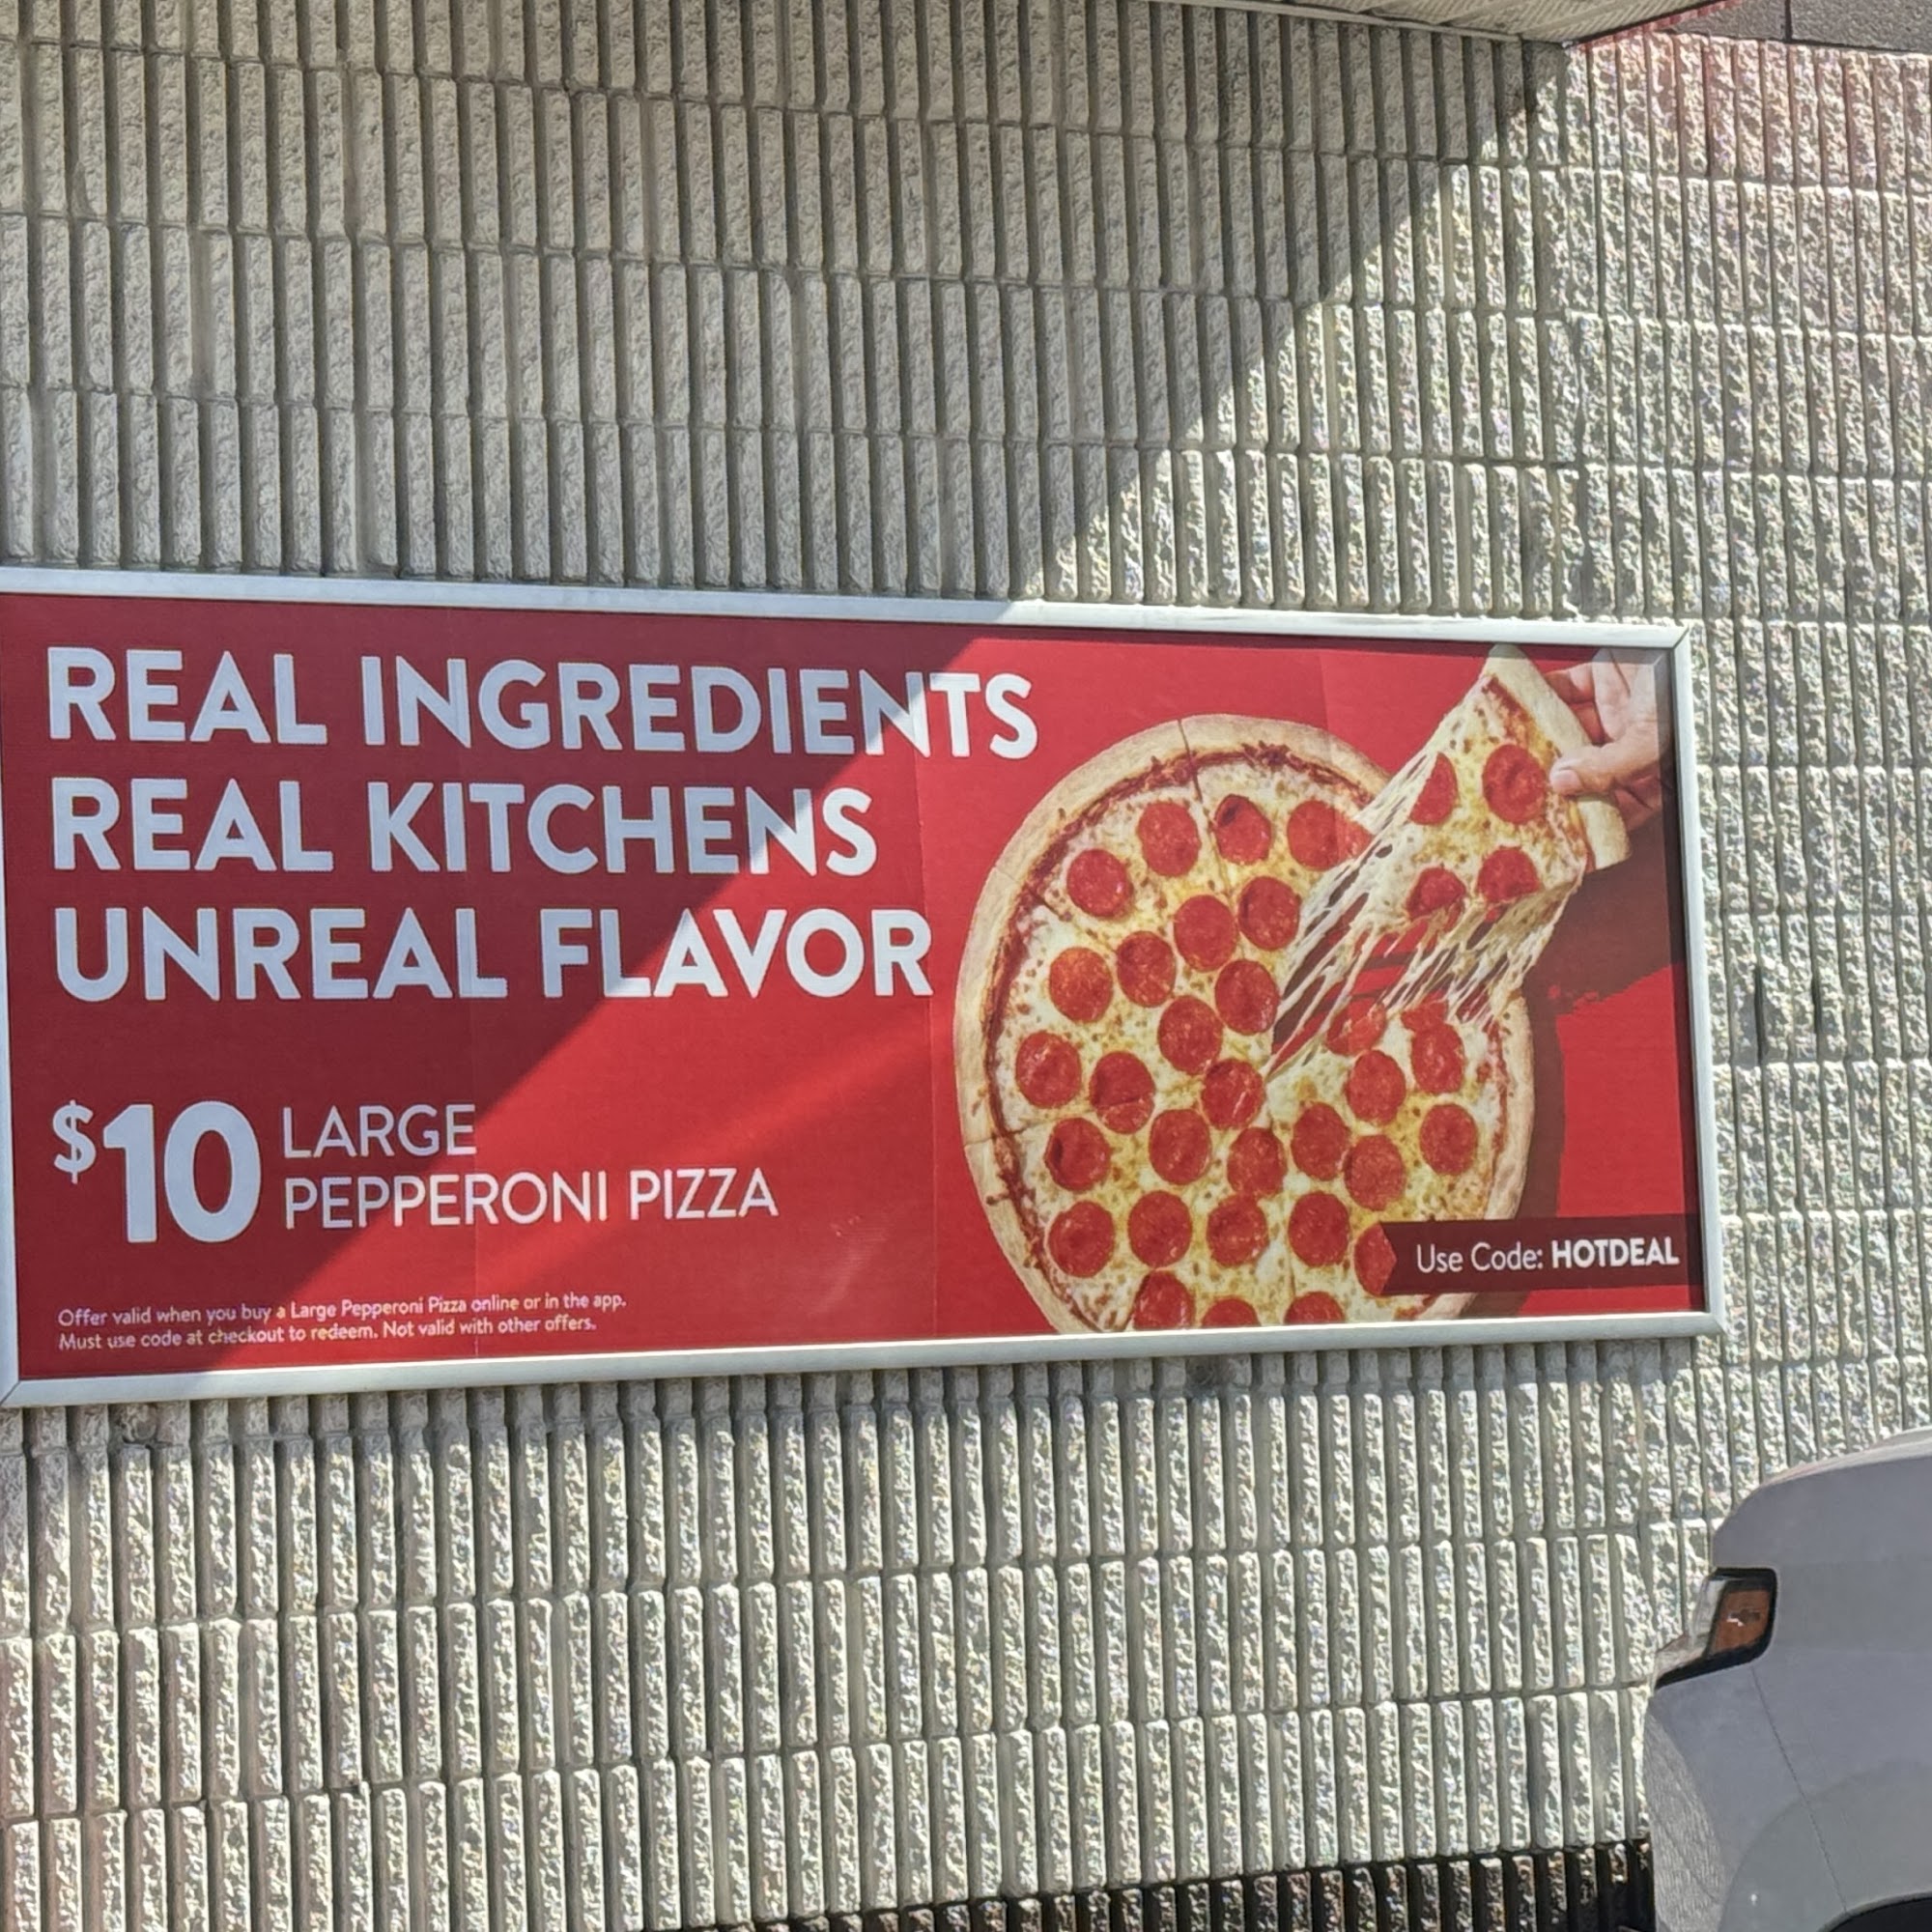 REAL INGREDIENTS
REAL KITCHENS
UNREAL FLAVOR
$10 LARGE
PEPPERONI PIZZA
Use Code: HOTDEAL
Offer valid when you buy a Large Pepperoni Pizza online or in the app.
Must use code at checkout to redeem. Not valid with other offers.